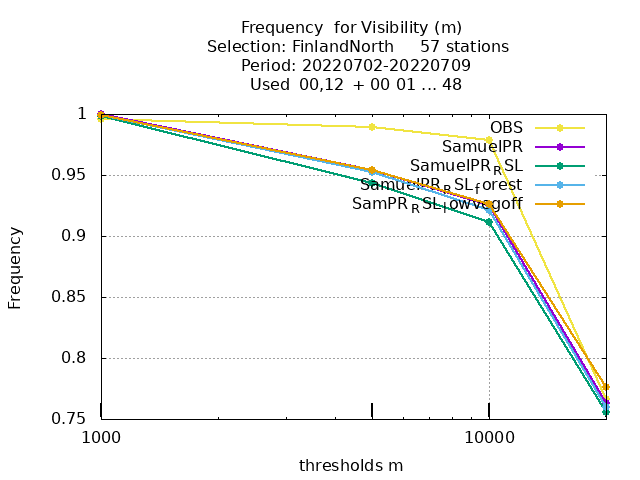 Frequency  for Visibility (m)
Selection: FinlandNorth     57 stations
Period: 20220702-20220709
Used  00,12  + 00 01 ... 48
1
0.95
0.9
0.85
0.8
0.75
Frequency
1000
10000
thresholds m
OBS
SamuelPR
SamuelPR_RSL
SamuelPR_RSL_forest
SamPR_RSL_lowvegoff